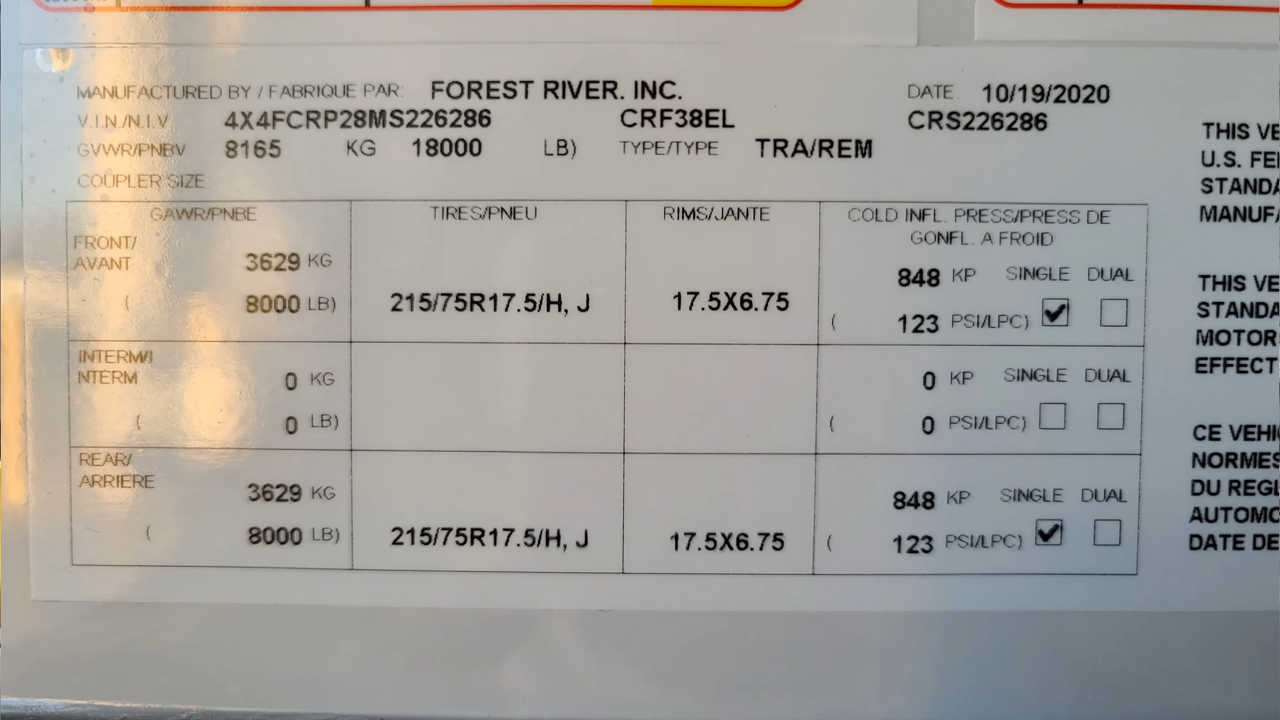 MANUFACTURED BY / FABRIQUE PAR: FOREST RIVER. INC. DATE 10/19/2020
V.I.N./N.I.V 4X4FCRP28MS226286 CRF38EL CRS226286
GVWR/PNBV 8165 KG 18000 LB) TYPE/TYPE TRA/REM
COUPLER SIZE
GAWR/PNBE TIRES/PNEU RIMS/JANTE COLD INFL. PRESS/PRESS DE
GONFL. A FROID
FRONT/
AVANT 3629 KG 848 KP SINGLE DUAL
( 8000 LB) 215/75R17.5/H, J 17.5X6.75 ( 123 PSI/LPC)
INTERM/I
NTERM 0 KG 0 KP SINGLE DUAL
( 0 LB) ( 0 PSI/LPC)
REAR/
ARRIERE 3629 KG 848 KP SINGLE DUAL
( 8000 LB) 215/75R17.5/H, J 17.5X6.75 ( 123 PSI/LPC)
THIS VE
U.S. FE
STANDA
MANUFA
THIS VE
STANDA
MOTOR
EFFECT
CE VEHI
NORMES
DU REGL
AUTOMO
DATE DE